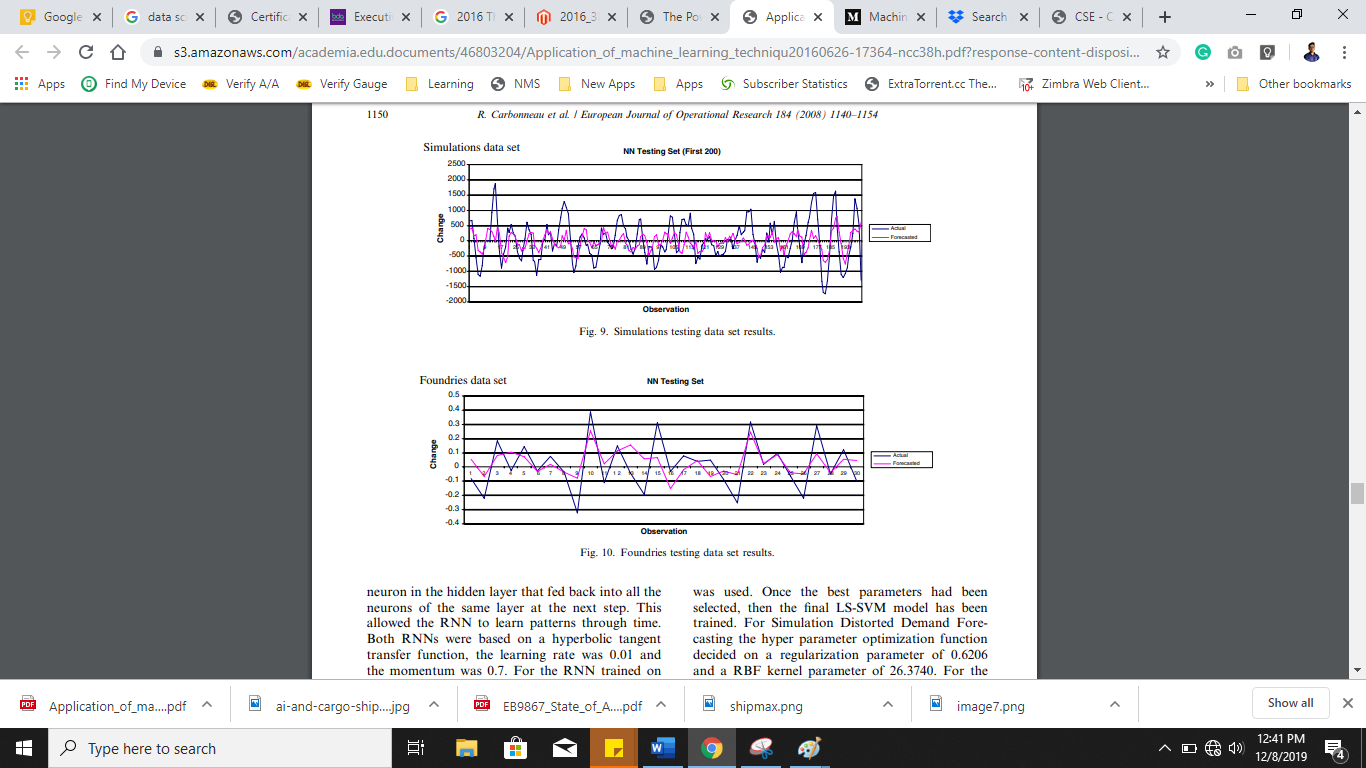 Google
data sc
Certific
Executi
2016 Th
2016_3
The Po
Applica
Machin
Search
CSE - C
s3.amazonaws.com/academia.edu.documents/46803204/Application_of_machine_learning_techniqu20160626-17364-ncc38h.pdf?response-content-disposi...
Apps
Find My Device
Verify A/A
Verify Gauge
Learning
NMS
New Apps
Apps
Subscriber Statistics
ExtraTorrent.cc The...
Zimbra Web Client...
»
Other bookmarks
1150
R. Carbonneau et al. / European Journal of Operational Research 184 (2008) 1140–1154
Simulations data set
NN Testing Set (First 200)
2500
2000
1500
1000
500
0
-500
-1000
-1500
-2000
Change
Actual
Forecasted
Observation
Fig. 9. Simulations testing data set results.
Foundries data set
NN Testing Set
0.5
0.4
0.3
0.2
0.1
0
-0.1
-0.2
-0.3
-0.4
Change
1 2 3 4 5 6 7 8 9 10 11 12 13 14 15 16 17 18 19 20 21 22 23 24 25 26 27 28 29 30
Actual
Forecasted
Observation
Fig. 10. Foundries testing data set results.
neuron in the hidden layer that fed back into all the
neurons of the same layer at the next step. This
allowed the RNN to learn patterns through time.
Both RNNs were based on a hyperbolic tangent
transfer function, the learning rate was 0.01 and
the momentum was 0.7. For the RNN trained on
was used. Once the best parameters had been
selected, then the final LS-SVM model has been
trained. For Simulation Distorted Demand Fore-
casting the hyper parameter optimization function
decided on a regularization parameter of 0.6206
and a RBF kernel parameter of 26.3740. For the
Application_of_ma....pdf
ai-and-cargo-ship....jpg
EB9867_State_of_A....pdf
shipmax.png
image7.png
Show all
Type here to search
12:41 PM
12/8/2019
4